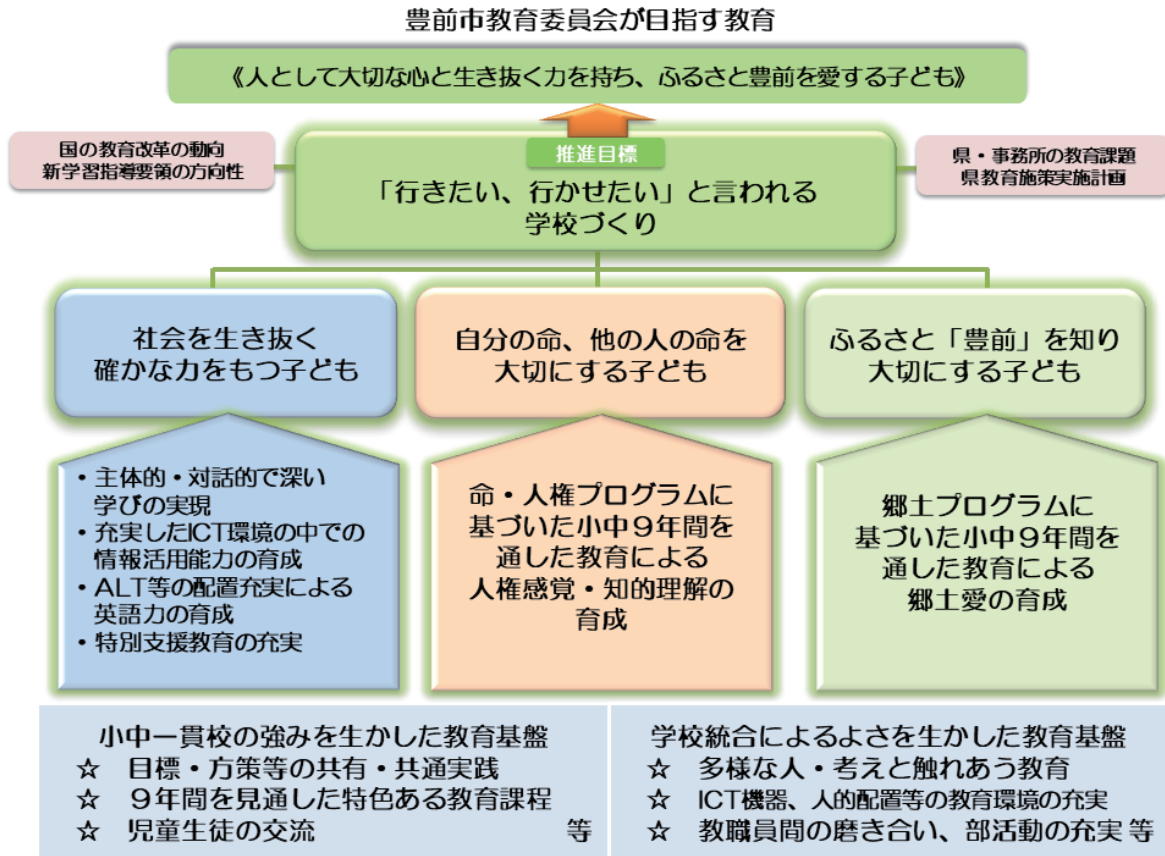 豊前市教育委員会が目指す教育
《人として大切な心と生き抜く力を持ち、ふるさと豊前を愛する子ども》
国の教育改革の動向
新学習指導要領の方向性
推進目標
「行きたい、行かせたい」と言われる
学校づくり
県・事務所の教育課題
県教育施策実施計画
社会を生き抜く
確かな力をもつ子ども
自分の命、他の人の命を
大切にする子ども
ふるさと「豊前」を知り
大切にする子ども
・主体的・対話的で深い
学びの実現
・充実したICT環境の中での
情報活用能力の育成
・ALT等の配置充実による
英語力の育成
・特別支援教育の充実
命・人権プログラムに
基づいた小中９年間を
通した教育による
人権感覚・知的理解の
育成
郷土プログラムに
基づいた小中９年間を
通した教育による
郷土愛の育成
小中一貫校の強みを生かした教育基盤
☆　目標・方策等の共有・共通実践
☆　９年間を見通した特色ある教育課程
☆　児童生徒の交流　等
学校統合によるよさを生かした教育基盤
☆　多様な人・考えと触れあう教育
☆　ICT機器、人的配置等の教育環境の充実
☆　教職員間の磨き合い、部活動の充実 等